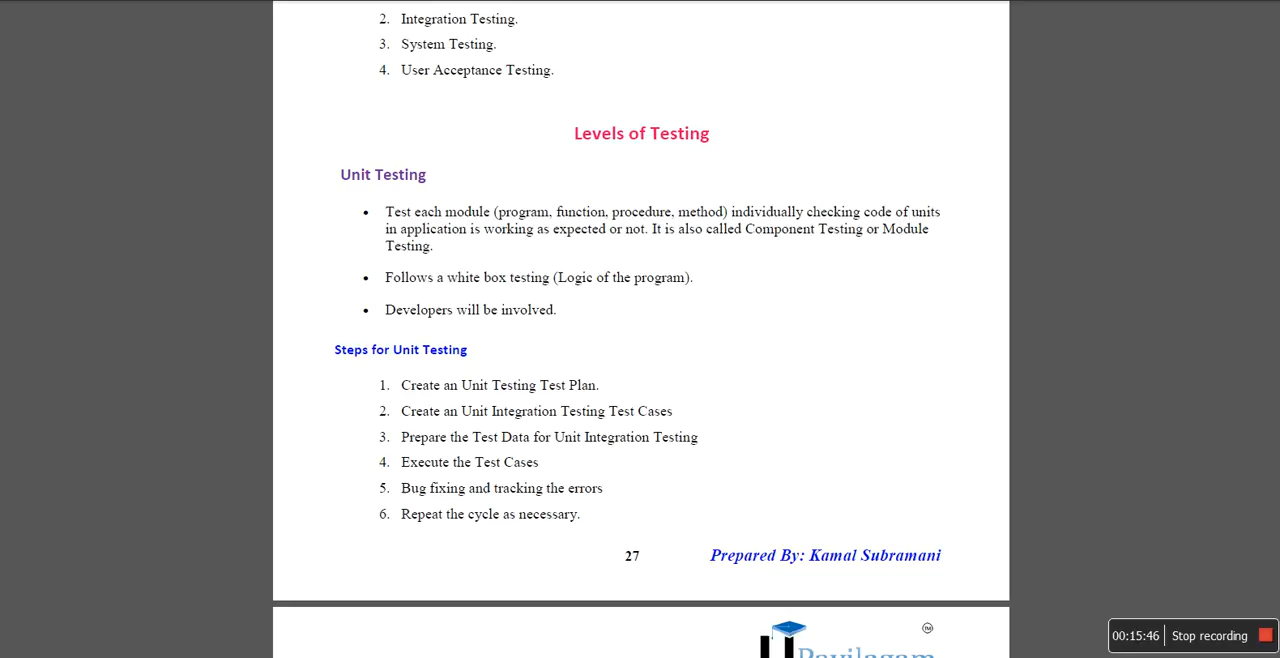 2. Integration Testing.
3. System Testing.
4. User Acceptance Testing.
Levels of Testing
Unit Testing
• Test each module (program, function, procedure, method) individually checking code of units
in application is working as expected or not. It is also called Component Testing or Module
Testing.
• Follows a white box testing (Logic of the program).
• Developers will be involved.
Steps for Unit Testing
1. Create an Unit Testing Test Plan.
2. Create an Unit Integration Testing Test Cases
3. Prepare the Test Data for Unit Integration Testing
4. Execute the Test Cases
5. Bug fixing and tracking the errors
6. Repeat the cycle as necessary.
27 Prepared By: Kamal Subramani
TM
00:15:46 Stop recording